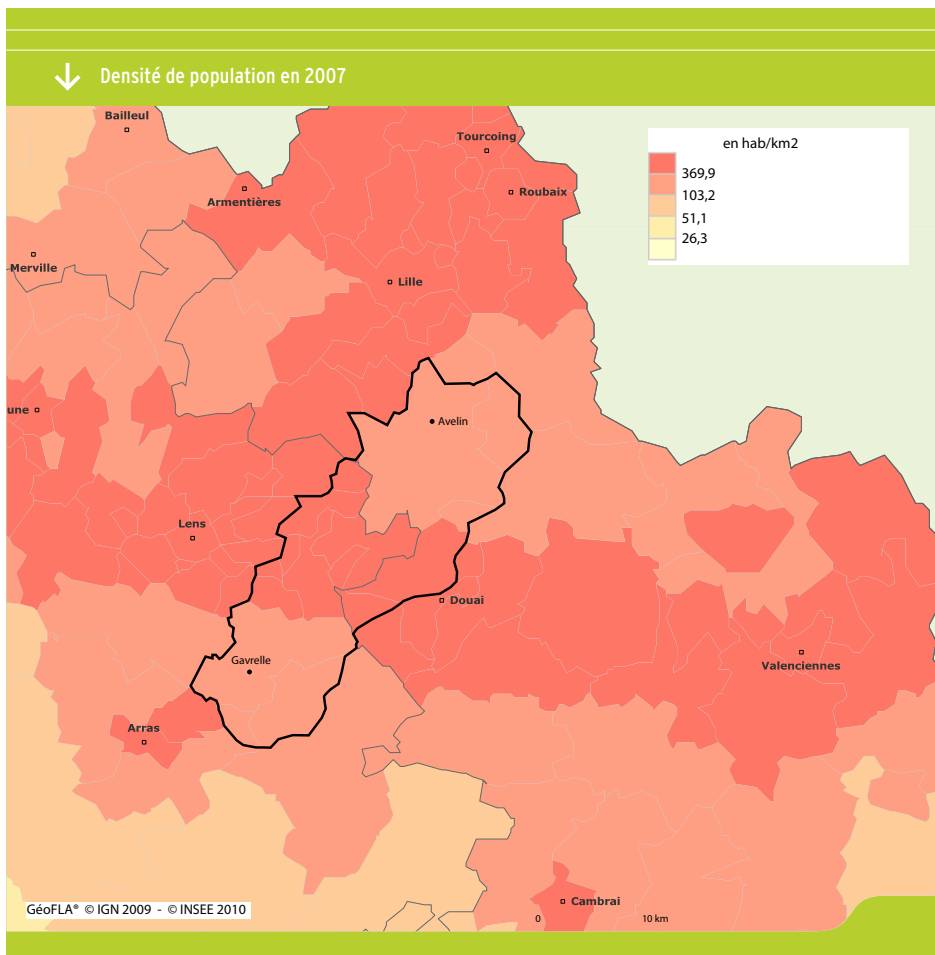 Densité de population en 2007
Bailleul
Tourcoing
en hab/km2
369,9
103,2
51,1
26,3
Roubaix
Armentières
Merville
Lille
une
Avelin
Lens
Douai
Gavrelle
Valenciennes
Arras
Cambrai
GéoFLA® © IGN 2009 - © INSEE 2010
0 10 km